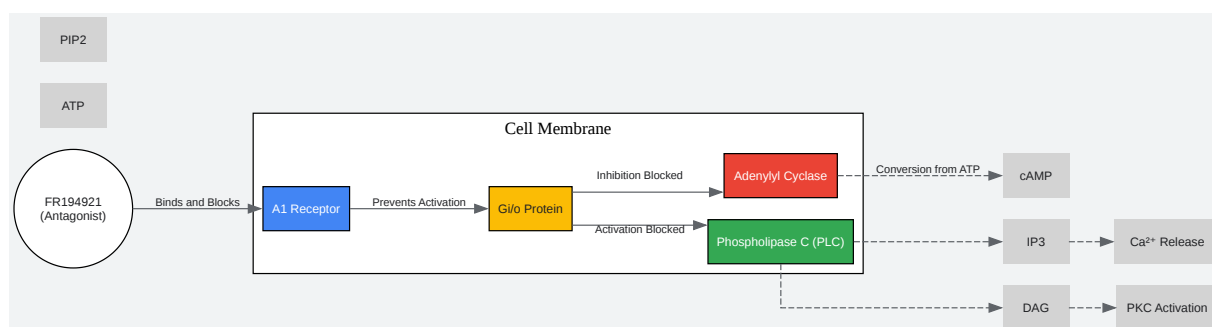 PIP2
ATP
FR194921
(Antagonist)
Binds and Blocks
Cell Membrane
A1 Receptor
Prevents Activation
Gi/o Protein
Inhibition Blocked
Activation Blocked
Adenylyl Cyclase
Phospholipase C (PLC)
Conversion from ATP
cAMP
IP3
Ca²⁺ Release
DAG
PKC Activation